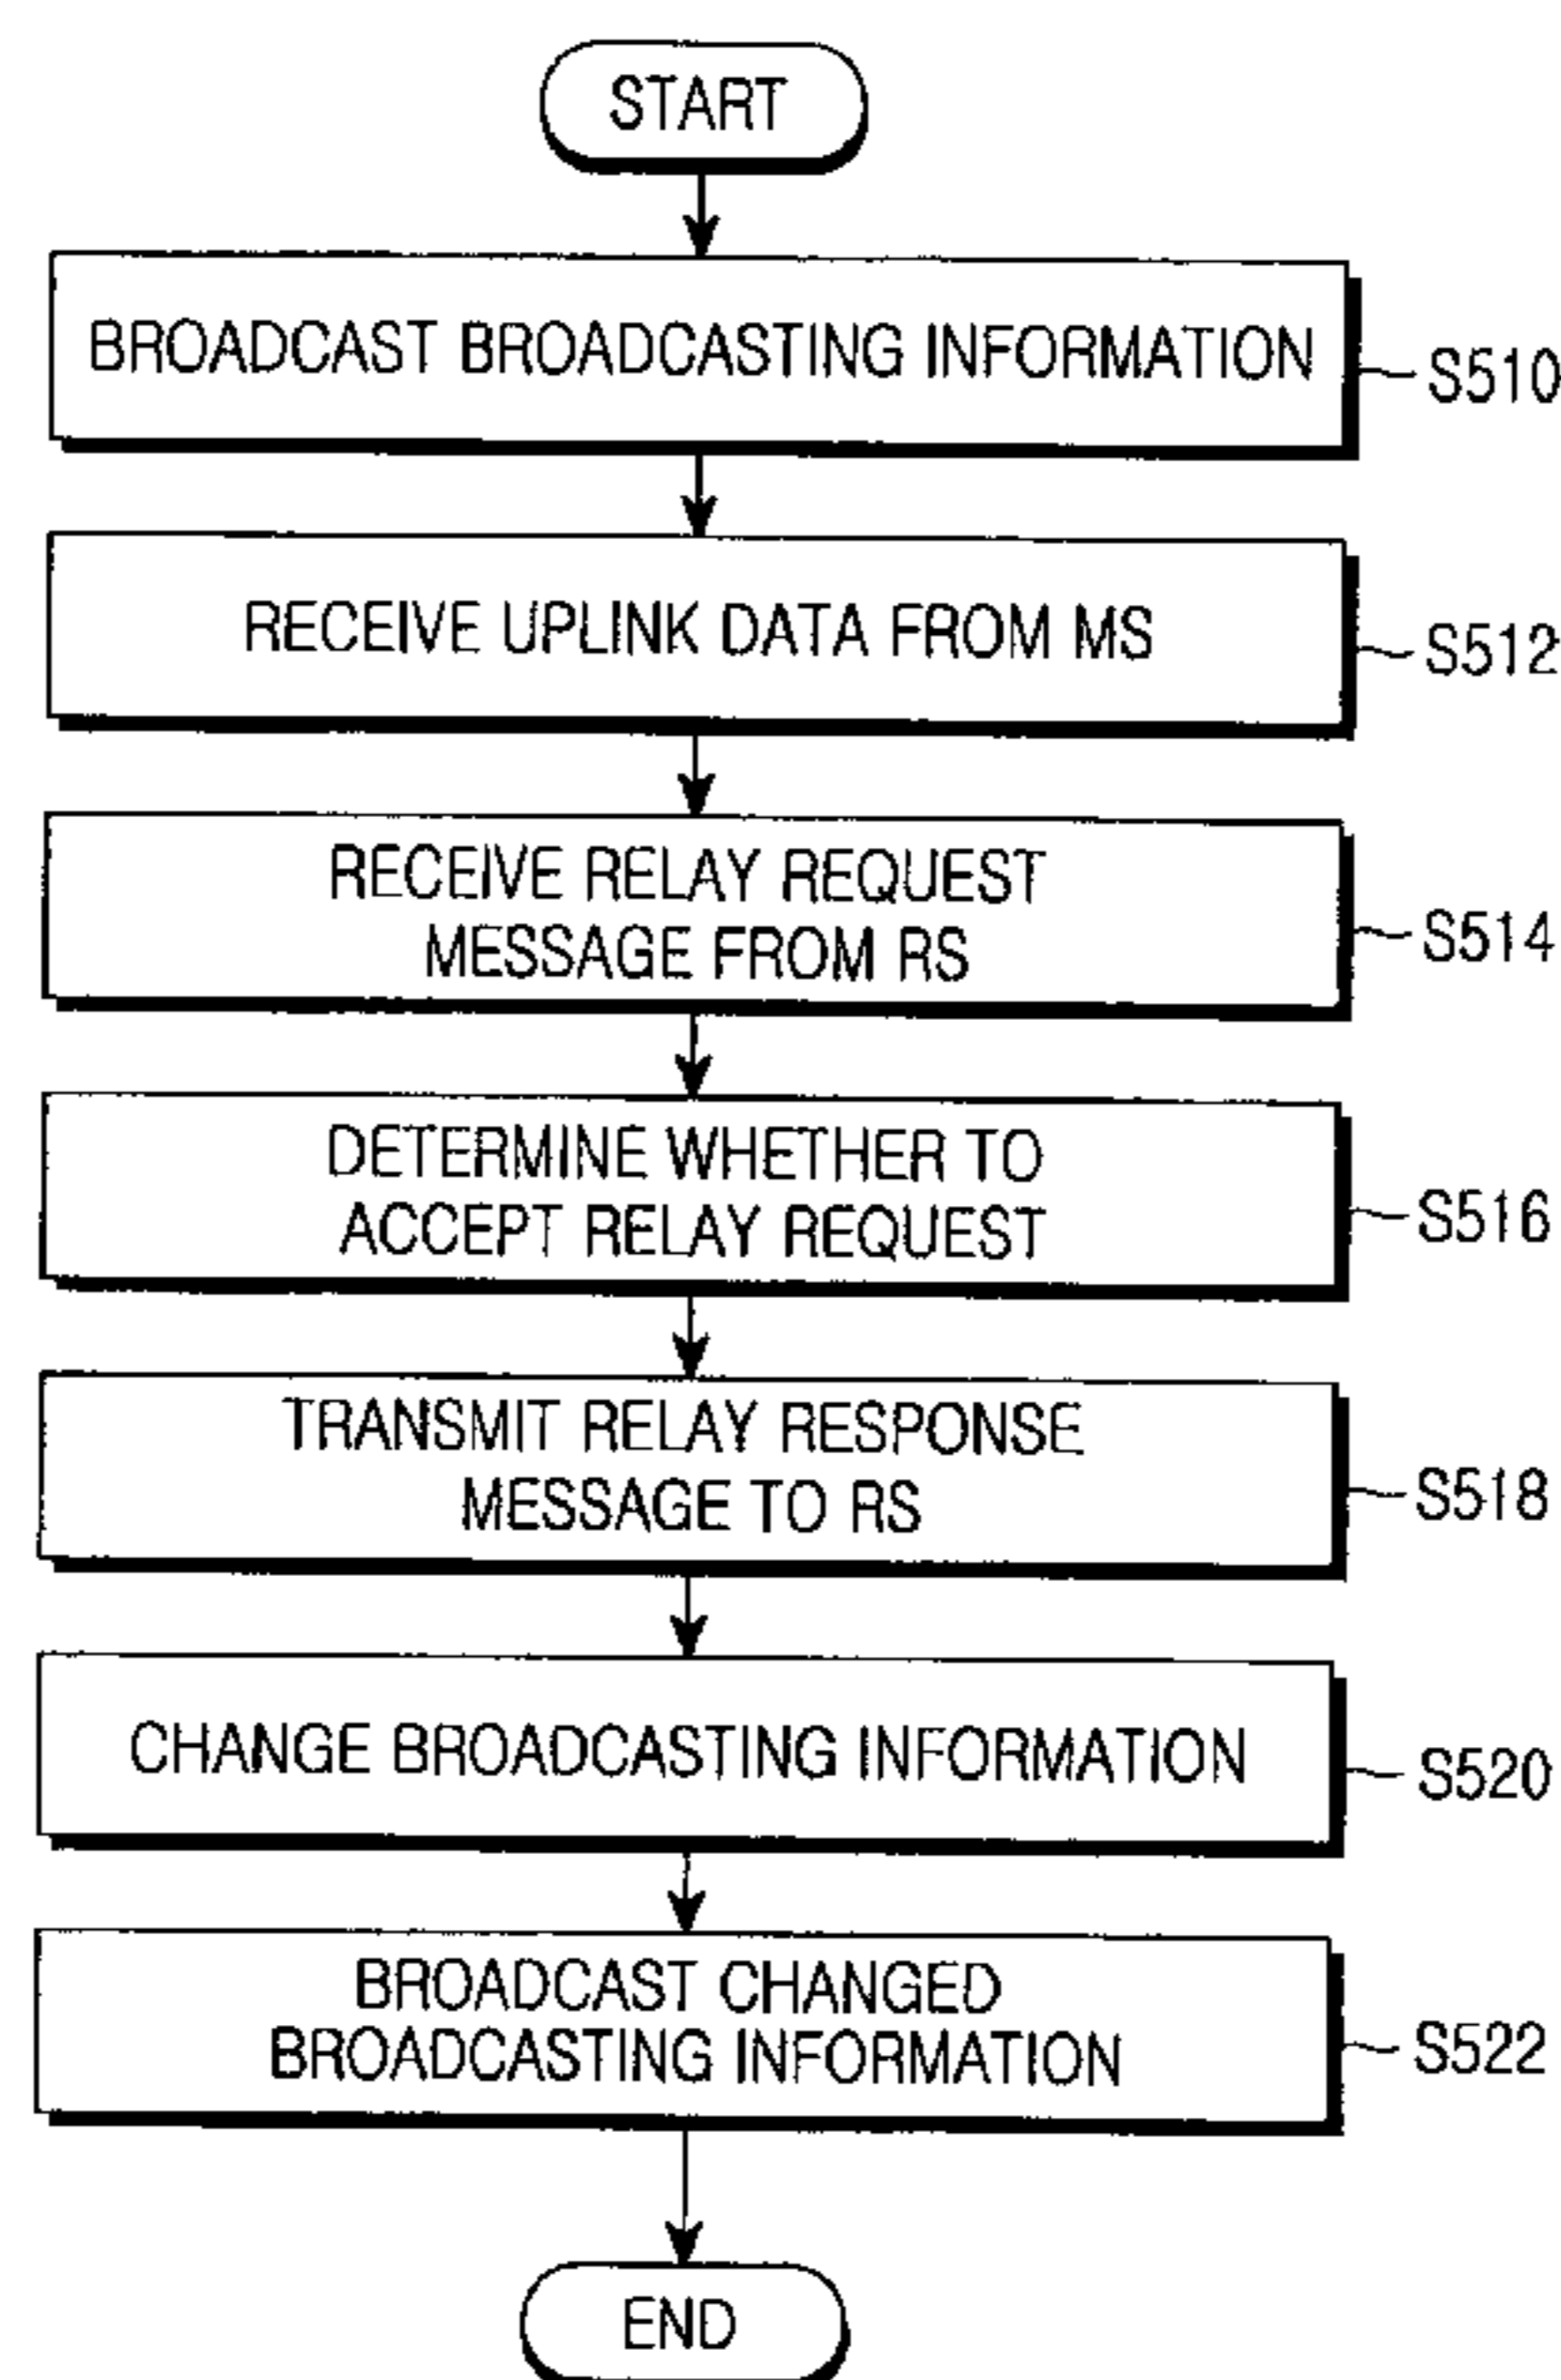 START
BROADCAST BROADCASTING INFORMATION
S510
RECEIVE UPLINK DATA FROM MS
S512
RECEIVE RELAY REQUEST
MESSAGE FROM RS
S514
DETERMINE WHETHER TO
ACCEPT RELAY REQUEST
S516
TRANSMIT RELAY RESPONSE
MESSAGE TO RS
S518
CHANGE BROADCASTING INFORMATION
S520
BROADCAST CHANGED
BROADCASTING INFORMATION
S522
END